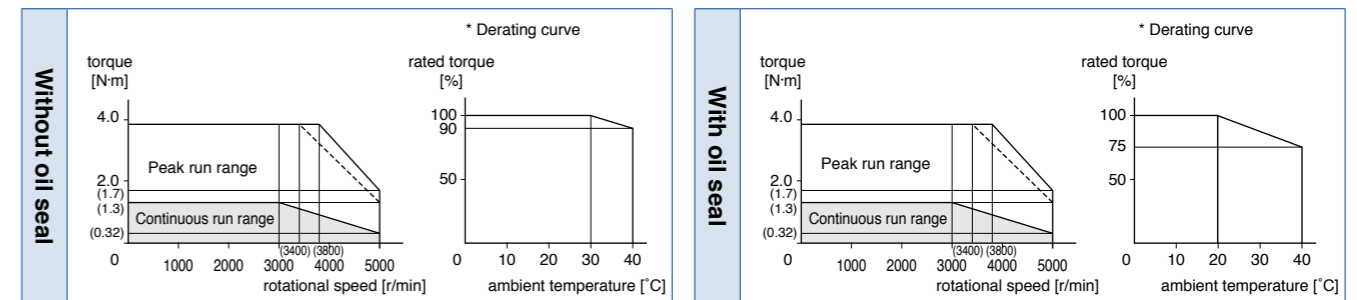 Without oil seal
* Derating curve
torque
[N·m]
4.0
2.0
(1.7)
(1.3)
(0.32)
0
Peak run range
Continuous run range
(3400) (3800)
1000 2000 3000 4000 5000
rotational speed [r/min]
rated torque
[%]
100
90
50
0
10 20 30 40
ambient temperature [˚C]
With oil seal
* Derating curve
torque
[N·m]
4.0
2.0
(1.7)
(1.3)
(0.32)
0
Peak run range
Continuous run range
(3400) (3800)
1000 2000 3000 4000 5000
rotational speed [r/min]
rated torque
[%]
100
75
50
0
10 20 30 40
ambient temperature [˚C]